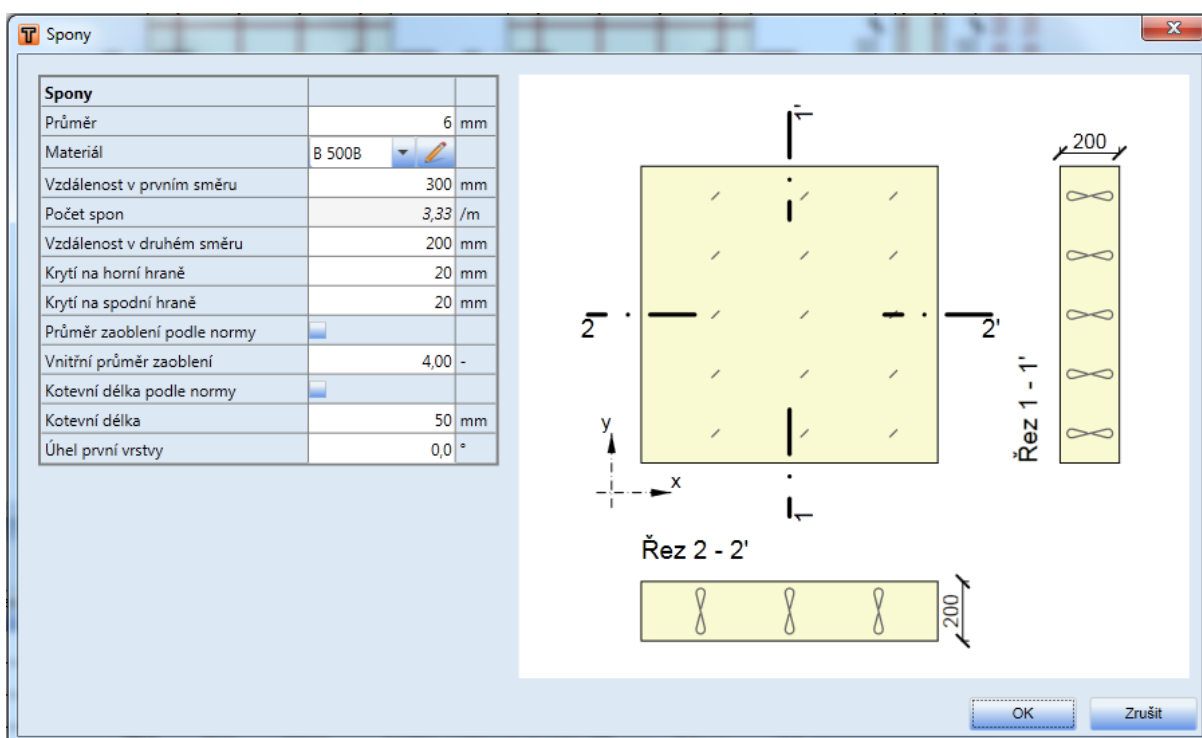 Spony
Spony
Průměr 6 mm
Materiál B 500B
Vzdálenost v prvním směru 300 mm
Počet spon 3,33 /m
Vzdálenost v druhém směru 200 mm
Krytí na horní hraně 20 mm
Krytí na spodní hraně 20 mm
Průměr zaoblení podle normy
Vnitřní průměr zaoblení 4,00 -
Kotevní délka podle normy
Kotevní délka 50 mm
Úhel první vrstvy 0,0 °
1'
200
2
2'
Řez 1 - 1'
y
x
1
Řez 2 - 2'
200
OK
Zrušit